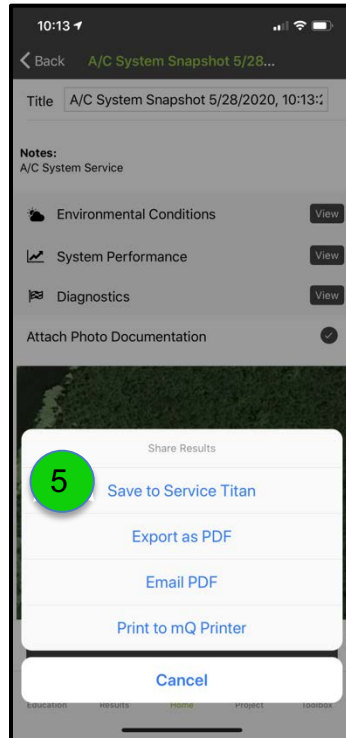 10:13
Back A/C System Snapshot 5/28...
Title A/C System Snapshot 5/28/2020, 10:13:2
Notes:
A/C System Service
Environmental Conditions View
System Performance View
Diagnostics View
Attach Photo Documentation
Share Results
5 Save to Service Titan
Export as PDF
Email PDF
Print to mQ Printer
Cancel
Education Results Home Project Toolbox